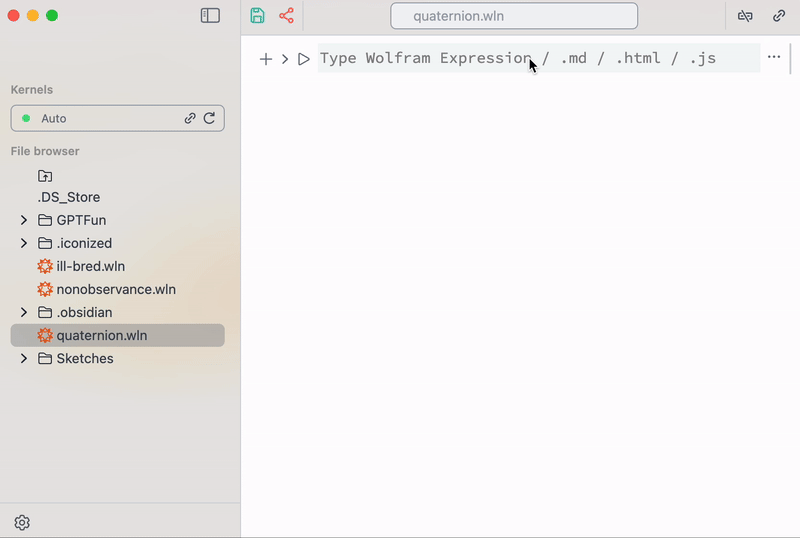 quaternion.wln
Type Wolfram Expression / .md / .html / .js
Kernels
Auto
File browser
.DS_Store
GPTFun
.iconized
ill-bred.wln
nonobservance.wln
.obsidian
quaternion.wln
Sketches